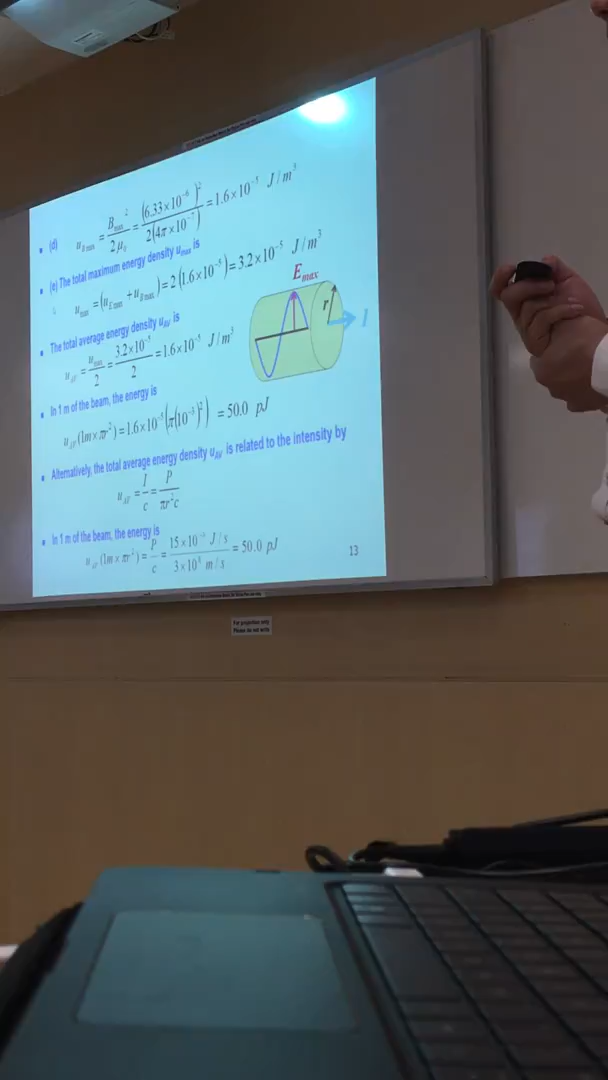 (d) u_Bmax = B_max² / 2μ₀ = (6.33×10⁻⁶)² / 2(4π×10⁻⁷) = 1.6×10⁻⁵ J/m³
(e) The total maximum energy density u_max is
u_max = (u_Emax + u_Bmax) = 2(1.6×10⁻⁵) = 3.2×10⁻⁵ J/m³
E_max
r
I
The total average energy density u_AV is
u_AV = u_max / 2 = 3.2×10⁻⁵ / 2 = 1.6×10⁻⁵ J/m³
In 1 m of the beam, the energy is
u_AV(1m×πr²) = 1.6×10⁻⁵(π(10⁻³)²) = 50.0 pJ
Alternatively, the total average energy density u_AV is related to the intensity by
u_AV = I / c = P / πr²c
In 1 m of the beam, the energy is
u_AV(1m×πr²) = P / c = 15×10⁻³ J/s / 3×10⁸ m/s = 50.0 pJ
13
For projection only
Please do not write